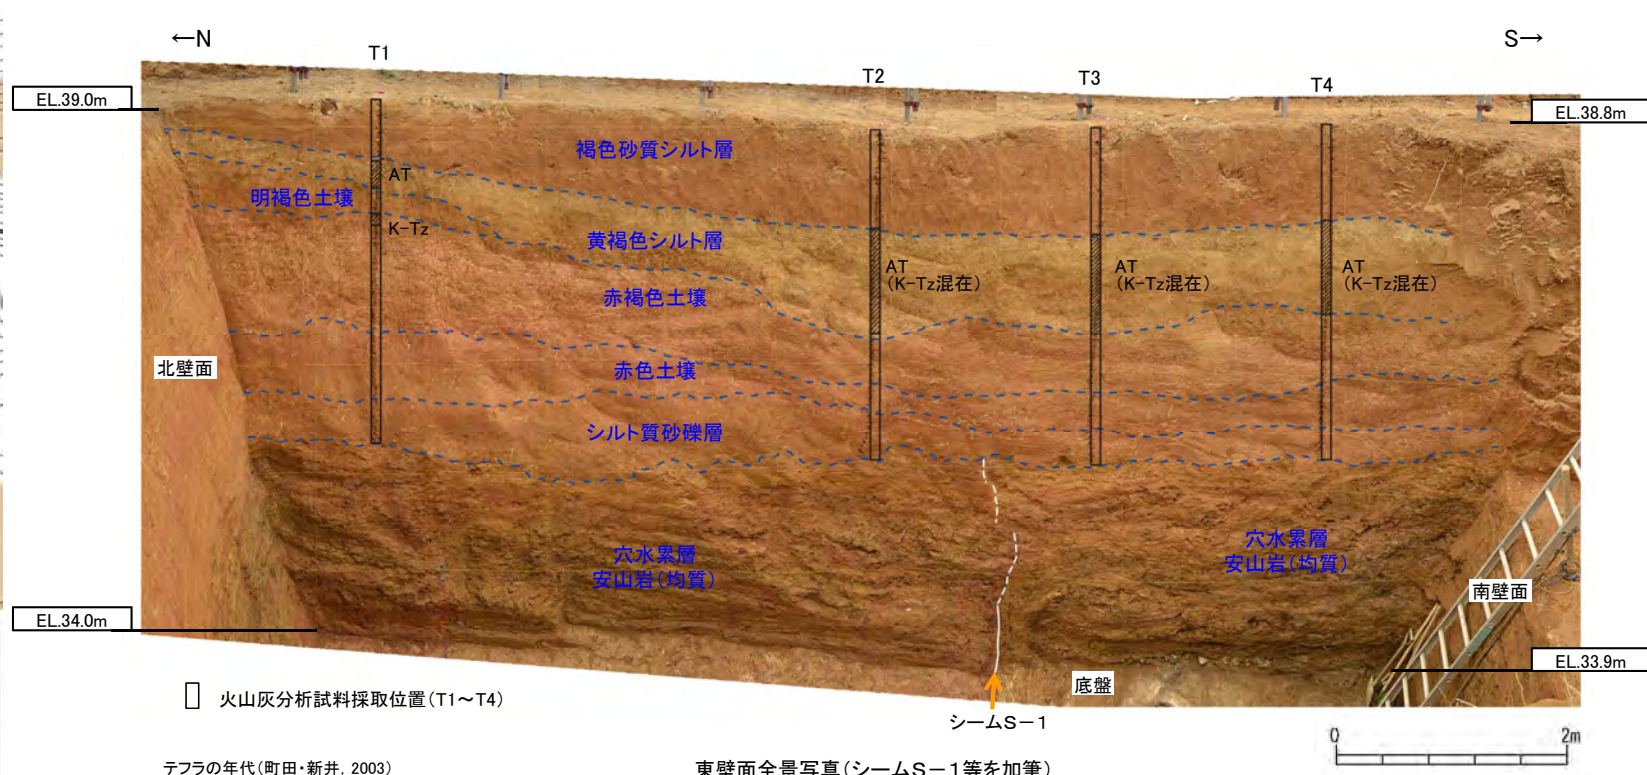 ←N
S→
T1
T2
T3
T4
EL.39.0m
EL.38.8m
褐色砂質シルト層
AT
明褐色土壌
K-Tz
黄褐色シルト層
AT
(K-Tz混在)
AT
(K-Tz混在)
AT
(K-Tz混在)
赤褐色土壌
北壁面
赤色土壌
シルト質砂礫層
穴水累層
安山岩(均質)
穴水累層
安山岩(均質)
南壁面
EL.34.0m
EL.33.9m
底盤
火山灰分析試料採取位置(T1~T4)
シームS-1
0
2m
テフラの年代(町田・新井, 2003)
東壁面全景写真(シームS-1等を加筆)